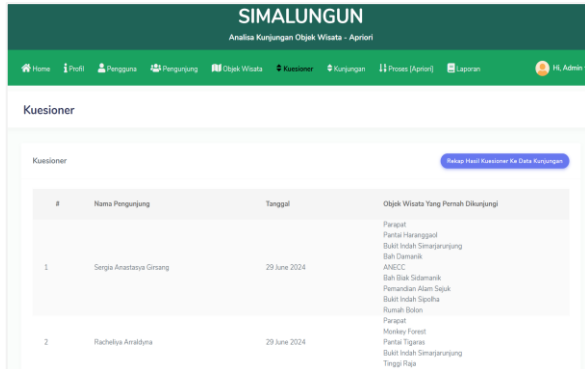 SIMALUNGUN
Analisa Kunjungan Objek Wisata - Apriori
Home Profil Pengguna Pengunjung Objek Wisata Kuesioner Kunjungan Proses [Apriori] Laporan Hi, Admin
Kuesioner
Kuesioner Rekap Hasil Kuesioner Ke Data Kunjungan
# Nama Pengunjung Tanggal Objek Wisata Yang Pernah Dikunjungi
Parapat
Pantai Haranggaol
Bukit Indah Simarjarunjung
Bah Damanik
1 Sergia Anastasya Girsang 29 June 2024 ANECC
Bah Biak Sidamanik
Pemandian Alam Sejuk
Bukit Indah Sipolha
Rumah Bolon
Parapat
Monkey Forest
2 Racheliya Arraldyna 29 June 2024 Pantai Tigaras
Bukit Indah Simarjarunjung
Tinggi Raja